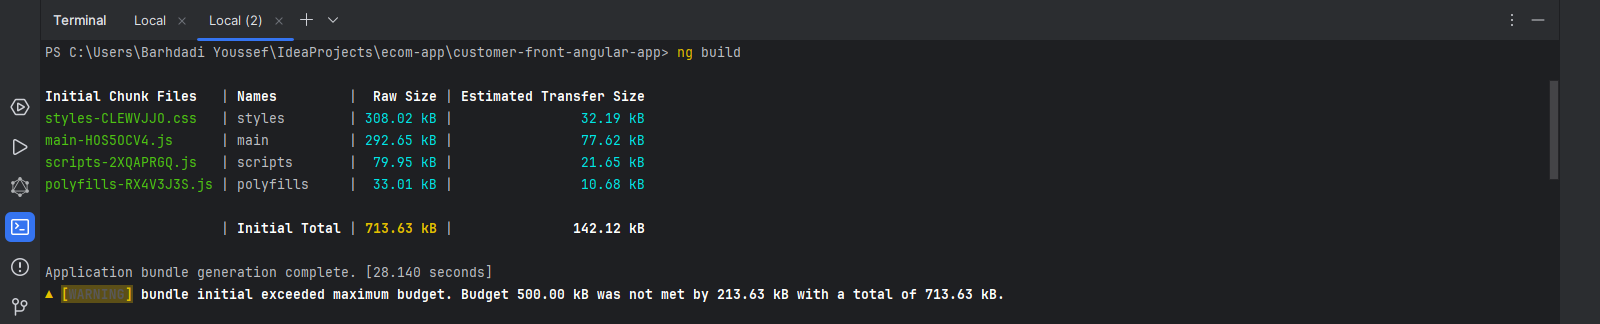 Terminal Local × Local (2) ×
PS C:\Users\Barhdadi Youssef\IdeaProjects\ecom-app\customer-front-angular-app> ng build
Initial Chunk Files | Names | Raw Size | Estimated Transfer Size
styles-CLEWVJJO.css | styles | 308.02 kB | 32.19 kB
main-HOS5OCV4.js | main | 292.65 kB | 77.62 kB
scripts-2XQAPRGQ.js | scripts | 79.95 kB | 21.65 kB
polyfills-RX4V3J3S.js | polyfills | 33.01 kB | 10.68 kB
| Initial Total | 713.63 kB | 142.12 kB
Application bundle generation complete. [28.140 seconds]
▲ [WARNING] bundle initial exceeded maximum budget. Budget 500.00 kB was not met by 213.63 kB with a total of 713.63 kB.